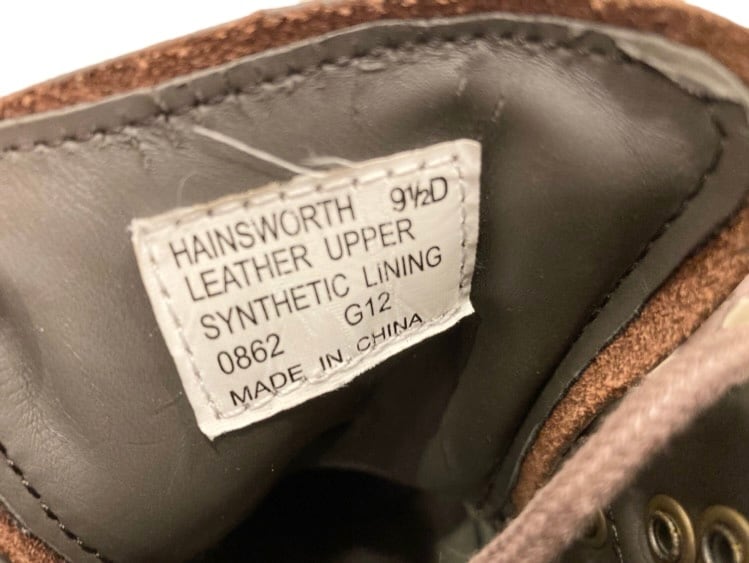 HAINSWORTH 9½D
LEATHER UPPER
SYNTHETIC LINING
0862 G12
MADE IN CHINA